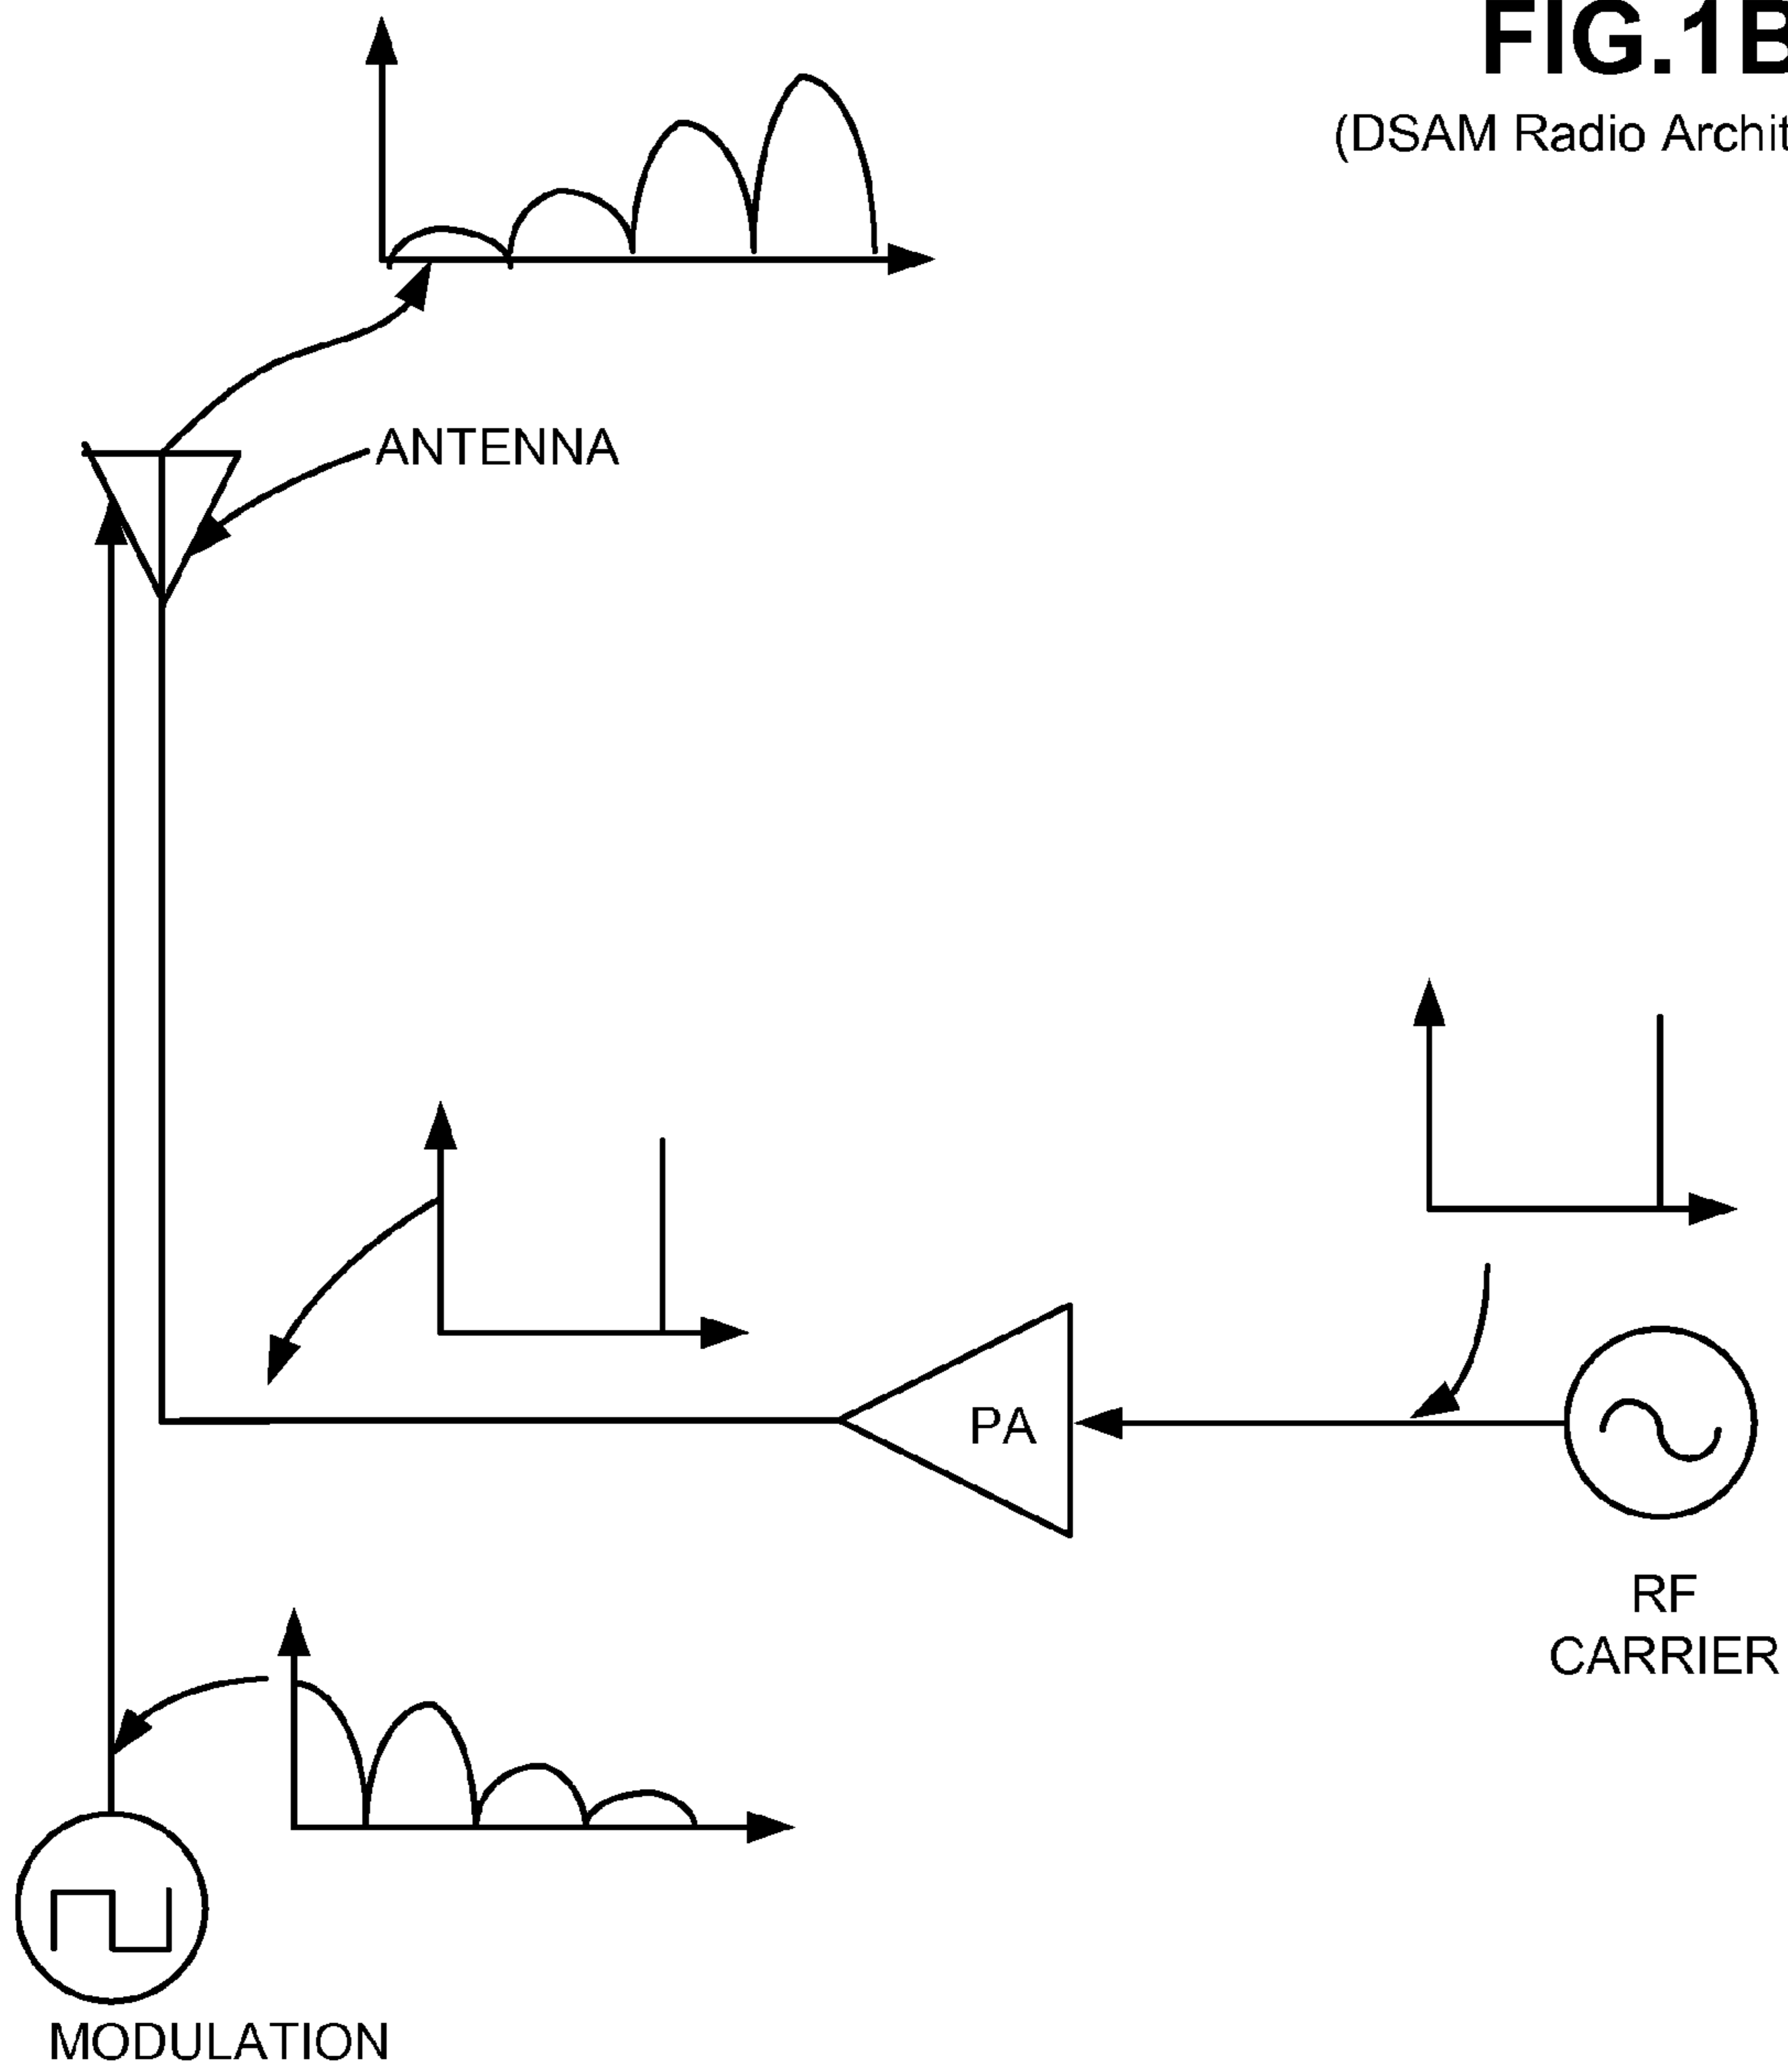 FIG.1B
(DSAM Radio Archit
ANTENNA
PA
RF
CARRIER
MODULATION